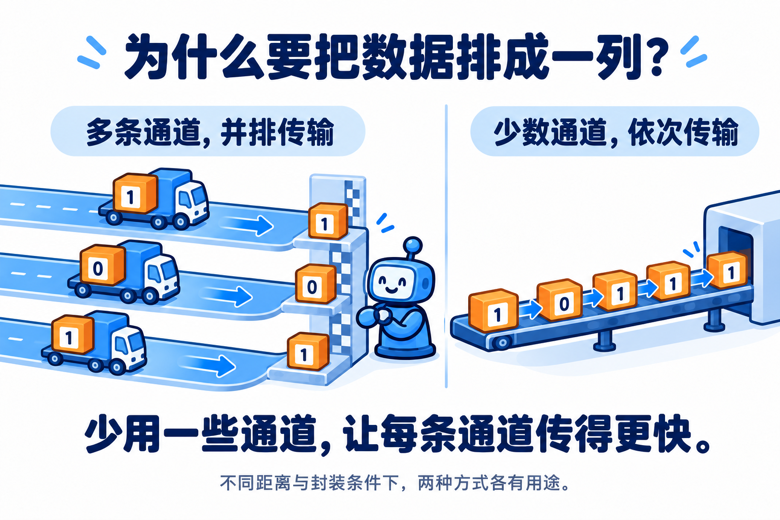 为什么要把数据排成一列？
多条通道，并排传输
少数通道，依次传输
1
1
0
0
1
1
1 0 1 1 1
少用一些通道，让每条通道传得更快。
不同距离与封装条件下，两种方式各有用途。